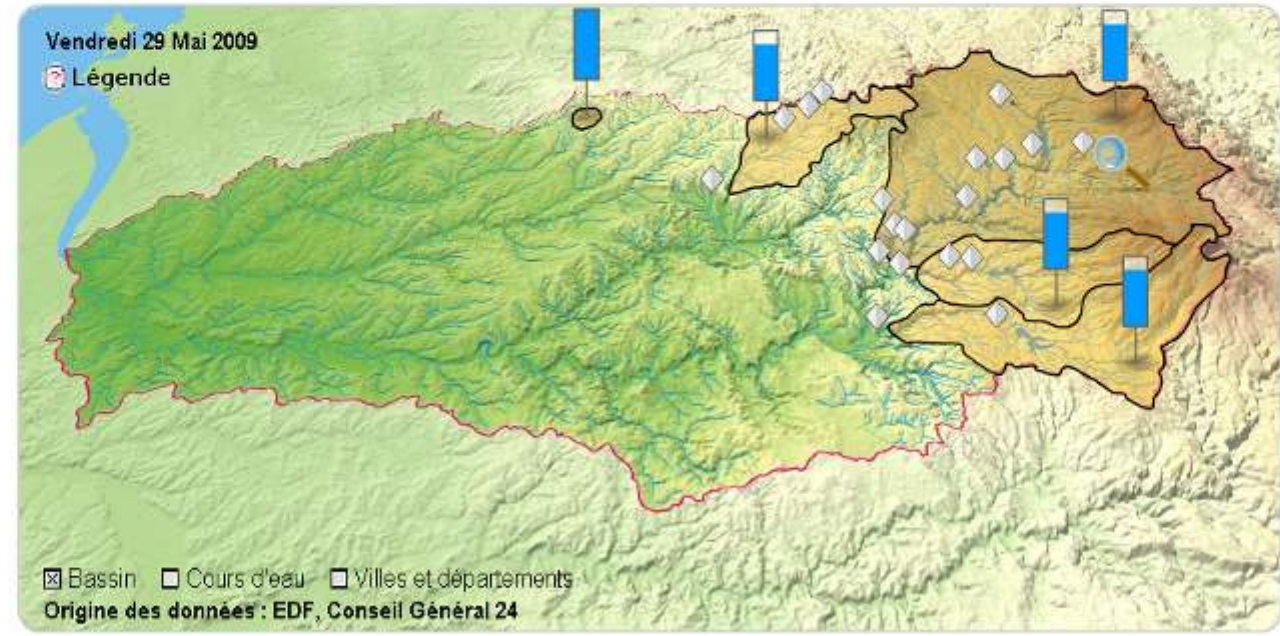 Vendredi 29 Mai 2009
? Légende
Bassin Cours d'eau Villes et départements
Origine des données : EDF, Conseil Général 24